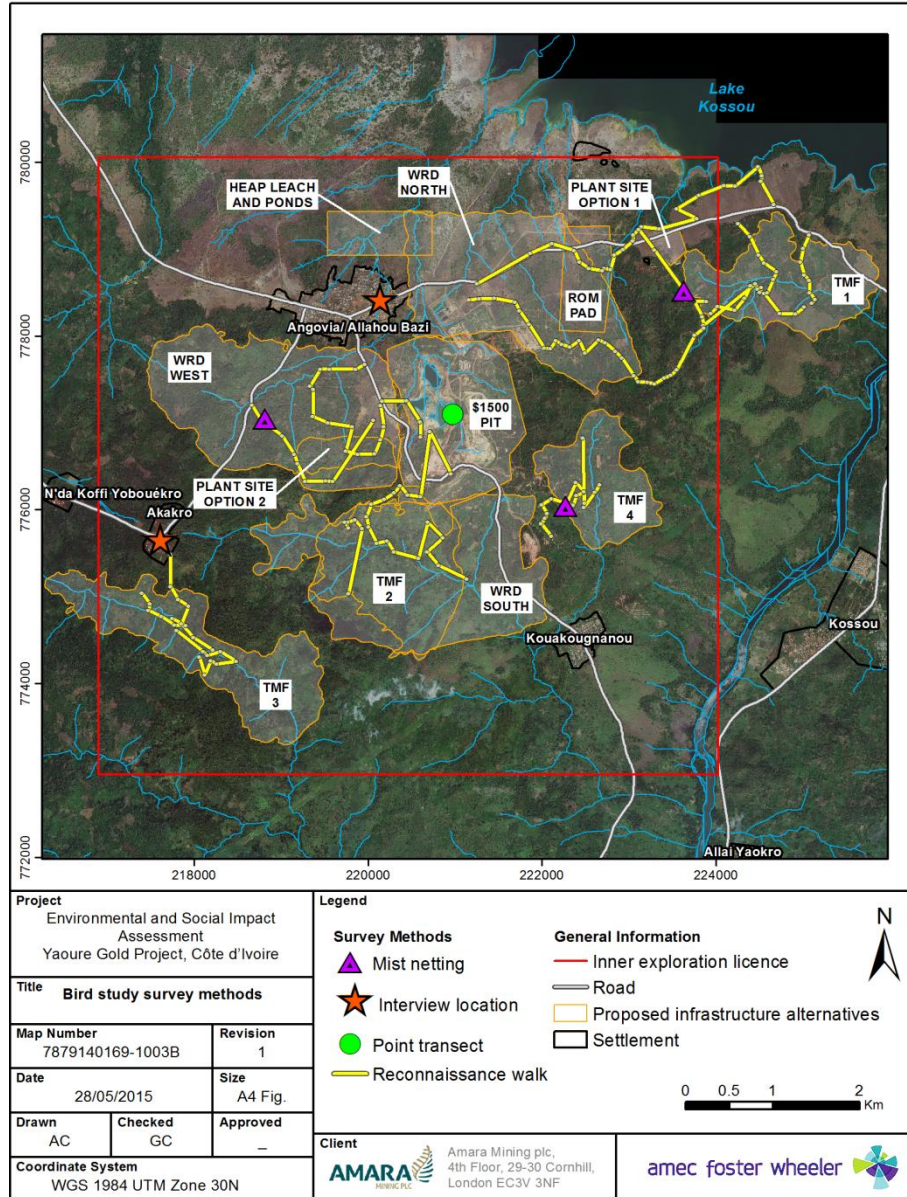 Lake
Kossou
780000
778000
776000
774000
772000
218000
220000
222000
224000
HEAP LEACH
AND PONDS
WRD
NORTH
PLANT SITE
OPTION 1
TMF
1
ROM
PAD
Angovia/ Allahou Bazi
WRD
WEST
$1500
PIT
PLANT SITE
OPTION 2
N'da Koffi Yobouékro
Akakro
TMF
4
TMF
2
WRD
SOUTH
Kouakougnanou
Kossou
TMF
3
Allai Yaokro
Project
Environmental and Social Impact
Assessment
Yaoure Gold Project, Côte d'Ivoire
Title
Bird study survey methods
Map Number
7879140169-1003B
Revision
1
Date
28/05/2015
Size
A4 Fig.
Drawn
AC
Checked
GC
Approved
_
Coordinate System
WGS 1984 UTM Zone 30N
Legend
Survey Methods
Mist netting
Interview location
Point transect
Reconnaissance walk
General Information
Inner exploration licence
Road
Proposed infrastructure alternatives
Settlement
N
0 0.5 1 2
Km
Client
AMARA
MINING PLC
Amara Mining plc,
4th Floor, 29-30 Cornhill,
London EC3V 3NF
amec foster wheeler